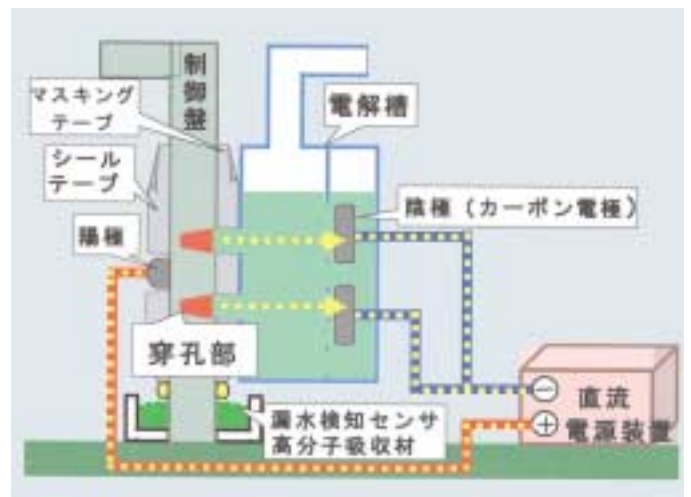 制御盤
マスキング
テープ
電解槽
シール
テープ
陰極(カーボン電極)
陽極
穿孔部
漏水検知センサ
高分子吸収材
⊖
直流
⊕
電源装置